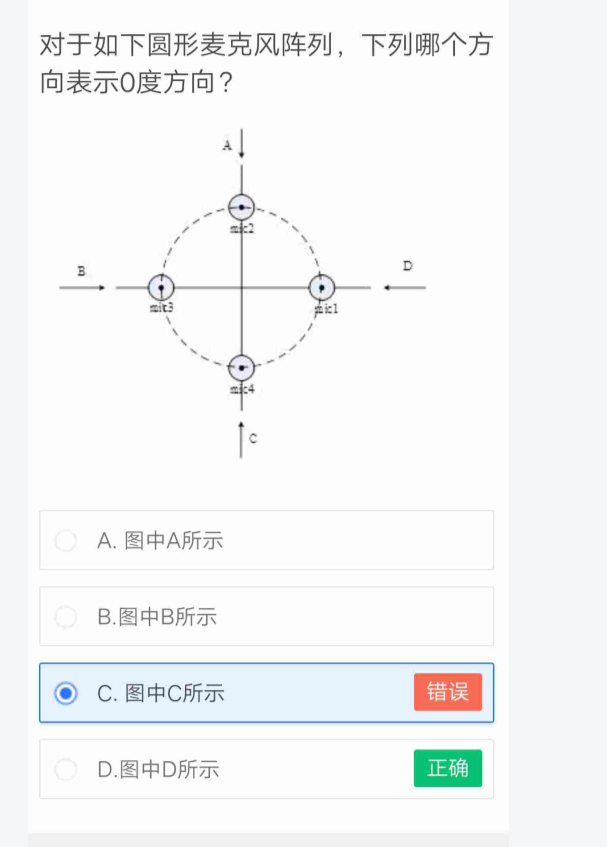 对于如下圆形麦克风阵列，下列哪个方
向表示0度方向？
A
mic2
B
D
mic3
mic1
mic4
C
A. 图中A所示
B.图中B所示
C. 图中C所示
错误
D.图中D所示
正确